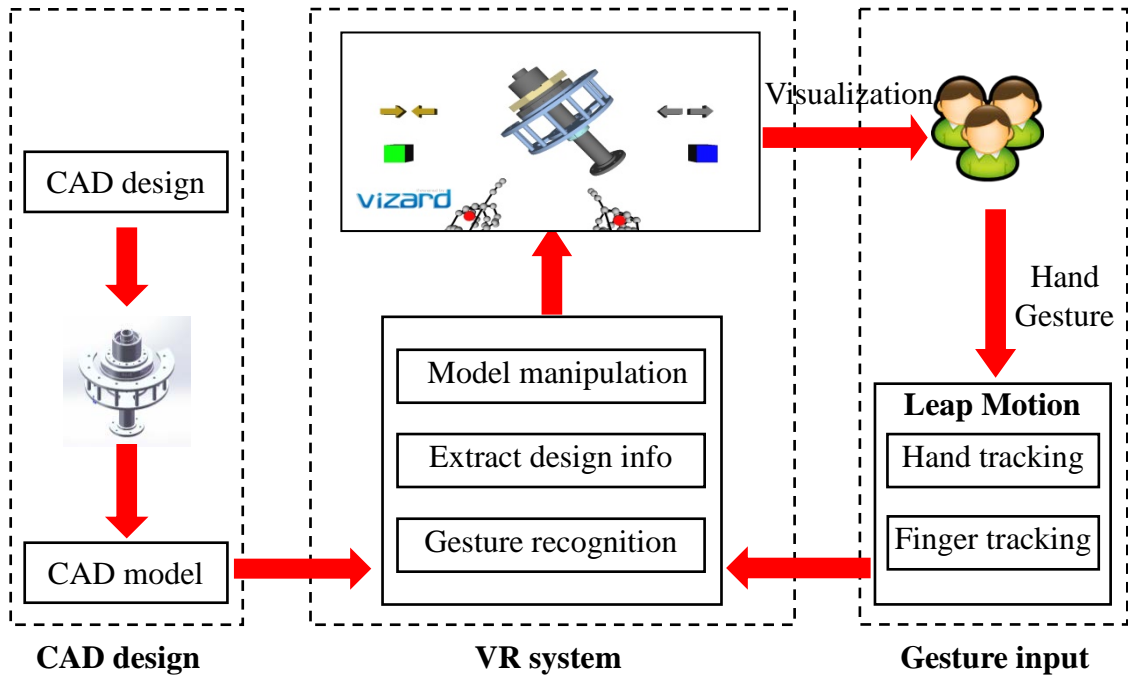 CAD design
CAD model
CAD design
vizard
Model manipulation
Extract design info
Gesture recognition
VR system
Visualization
Hand
Gesture
Leap Motion
Hand tracking
Finger tracking
Gesture input